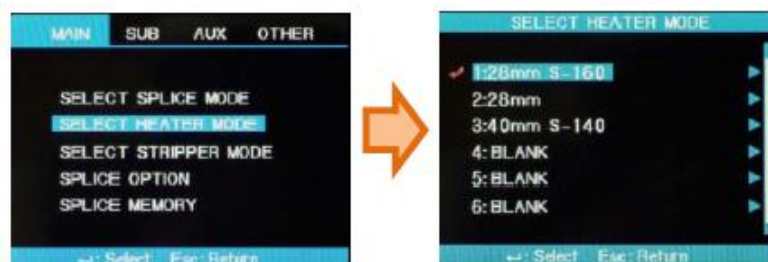 MAIN SUB AUX OTHER
SELECT SPLICE MODE
SELECT HEATER MODE
SELECT STRIPPER MODE
SPLICE OPTION
SPLICE MEMORY
↵: Select Esc: Return
SELECT HEATER MODE
1:28mm S-160
2:28mm
3:40mm S-140
4: BLANK
5: BLANK
6: BLANK
↵: Select Esc: Return